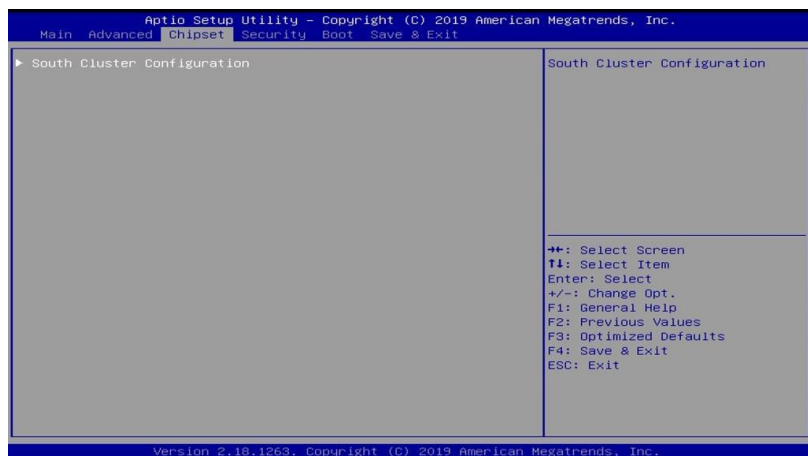 Aptio Setup Utility – Copyright (C) 2019 American Megatrends, Inc.
Main Advanced Chipset Security Boot Save & Exit
► South Cluster Configuration
South Cluster Configuration
→←: Select Screen
↑↓: Select Item
Enter: Select
+/-: Change Opt.
F1: General Help
F2: Previous Values
F3: Optimized Defaults
F4: Save & Exit
ESC: Exit
Version 2.18.1263. Copyright (C) 2019 American Megatrends, Inc.